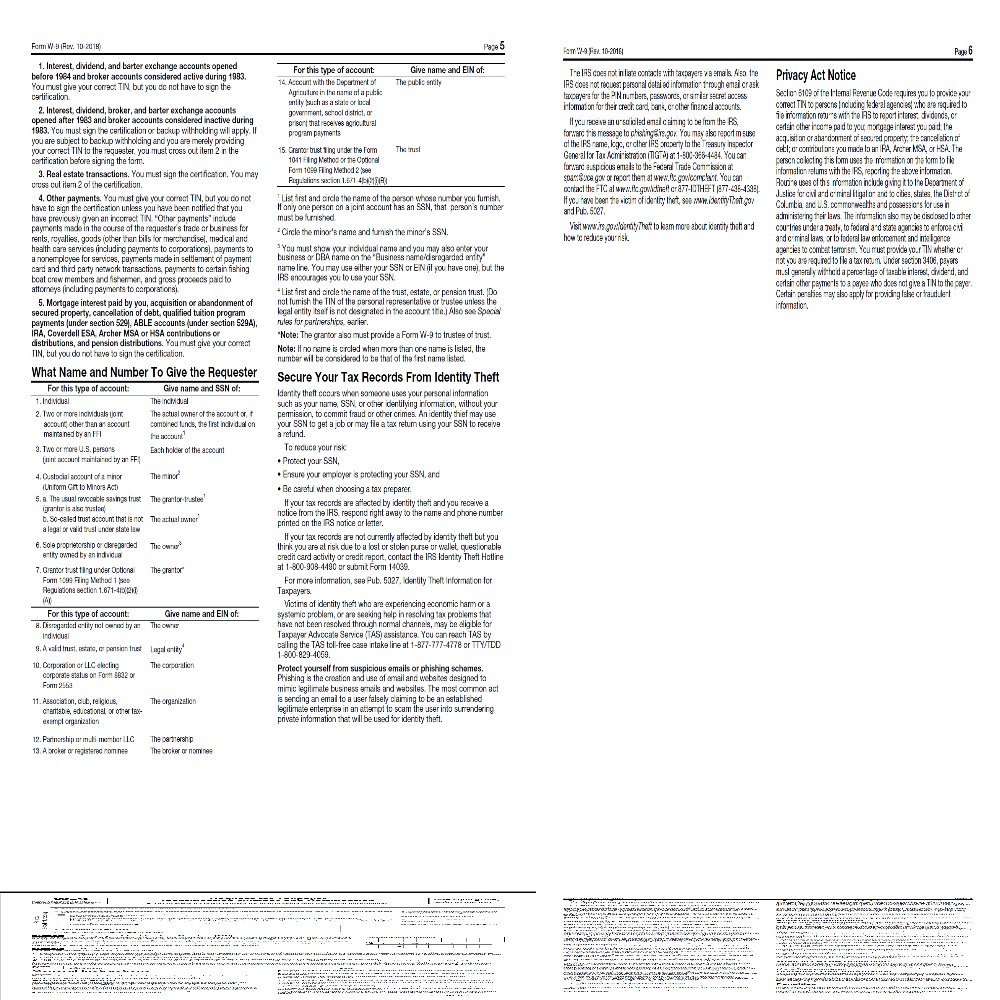 Form W-9 (Rev. 10-2018)
Page 5
1. Interest, dividend, and barter exchange accounts opened
before 1984 and broker accounts considered active during 1983.
You must give your correct TIN, but you do not have to sign the
certification.
2. Interest, dividend, broker, and barter exchange accounts
opened after 1983 and broker accounts considered inactive during
1983. You must sign the certification or backup withholding will apply. If
you are subject to backup withholding and you are merely providing
your correct TIN to the requester, you must cross out item 2 in the
certification before signing the form.
3. Real estate transactions. You must sign the certification. You may
cross out item 2 of the certification.
4. Other payments. You must give your correct TIN, but you do not
have to sign the certification unless you have been notified that you
have previously given an incorrect TIN. “Other payments” include
payments made in the course of the requester’s trade or business for
rents, royalties, goods (other than bills for merchandise), medical and
health care services (including payments to corporations), payments to
a nonemployee for services, payments made in settlement of payment
card and third party network transactions, payments to certain fishing
boat crew members and fishermen, and gross proceeds paid to
attorneys (including payments to corporations).
5. Mortgage interest paid by you, acquisition or abandonment of
secured property, cancellation of debt, qualified tuition program
payments (under section 529), ABLE accounts (under section 529A),
IRA, Coverdell ESA, Archer MSA or HSA contributions or
distributions, and pension distributions. You must give your correct
TIN, but you do not have to sign the certification.
What Name and Number To Give the Requester
For this type of account: Give name and SSN of:
1. Individual The individual
2. Two or more individuals (joint The actual owner of the account or, if
account) other than an account combined funds, the first individual on
maintained by an FFI the account1
3. Two or more U.S. persons Each holder of the account
(joint account maintained by an FFI)
4. Custodial account of a minor The minor2
(Uniform Gift to Minors Act)
5. a. The usual revocable savings trust The grantor-trustee1
(grantor is also trustee)
b. So-called trust account that is not The actual owner1
a legal or valid trust under state law
6. Sole proprietorship or disregarded The owner3
entity owned by an individual
7. Grantor trust filing under Optional The grantor*
Form 1099 Filing Method 1 (see
Regulations section 1.671-4(b)(2)(i)
(A))
For this type of account: Give name and EIN of:
8. Disregarded entity not owned by an The owner
individual
9. A valid trust, estate, or pension trust Legal entity4
10. Corporation or LLC electing The corporation
corporate status on Form 8832 or
Form 2553
11. Association, club, religious, The organization
charitable, educational, or other tax-
exempt organization
12. Partnership or multi-member LLC The partnership
13. A broker or registered nominee The broker or nominee
For this type of account: Give name and EIN of:
14. Account with the Department of The public entity
Agriculture in the name of a public
entity (such as a state or local
government, school district, or
prison) that receives agricultural
program payments
15. Grantor trust filing under the Form The trust
1041 Filing Method or the Optional
Form 1099 Filing Method 2 (see
Regulations section 1.671-4(b)(2)(i)(B))
1 List first and circle the name of the person whose number you furnish.
If only one person on a joint account has an SSN, that person’s number
must be furnished.
2 Circle the minor’s name and furnish the minor’s SSN.
3 You must show your individual name and you may also enter your
business or DBA name on the “Business name/disregarded entity”
name line. You may use either your SSN or EIN (if you have one), but the
IRS encourages you to use your SSN.
4 List first and circle the name of the trust, estate, or pension trust. (Do
not furnish the TIN of the personal representative or trustee unless the
legal entity itself is not designated in the account title.) Also see Special
rules for partnerships, earlier.
*Note: The grantor also must provide a Form W-9 to trustee of trust.
Note: If no name is circled when more than one name is listed, the
number will be considered to be that of the first name listed.
Secure Your Tax Records From Identity Theft
Identity theft occurs when someone uses your personal information
such as your name, SSN, or other identifying information, without your
permission, to commit fraud or other crimes. An identity thief may use
your SSN to get a job or may file a tax return using your SSN to receive
a refund.
To reduce your risk:
• Protect your SSN,
• Ensure your employer is protecting your SSN, and
• Be careful when choosing a tax preparer.
If your tax records are affected by identity theft and you receive a
notice from the IRS, respond right away to the name and phone number
printed on the IRS notice or letter.
If your tax records are not currently affected by identity theft but you
think you are at risk due to a lost or stolen purse or wallet, questionable
credit card activity or credit report, contact the IRS Identity Theft Hotline
at 1-800-908-4490 or submit Form 14039.
For more information, see Pub. 5027, Identity Theft Information for
Taxpayers.
Victims of identity theft who are experiencing economic harm or a
systemic problem, or are seeking help in resolving tax problems that
have not been resolved through normal channels, may be eligible for
Taxpayer Advocate Service (TAS) assistance. You can reach TAS by
calling the TAS toll-free case intake line at 1-877-777-4778 or TTY/TDD
1-800-829-4059.
Protect yourself from suspicious emails or phishing schemes.
Phishing is the creation and use of email and websites designed to
mimic legitimate business emails and websites. The most common act
is sending an email to a user falsely claiming to be an established
legitimate enterprise in an attempt to scam the user into surrendering
private information that will be used for identity theft.
Form W-9 (Rev. 10-2018)
Page 6
The IRS does not initiate contacts with taxpayers via emails. Also, the
IRS does not request personal detailed information through email or ask
taxpayers for the PIN numbers, passwords, or similar secret access
information for their credit card, bank, or other financial accounts.
If you receive an unsolicited email claiming to be from the IRS,
forward this message to phishing@irs.gov. You may also report misuse
of the IRS name, logo, or other IRS property to the Treasury Inspector
General for Tax Administration (TIGTA) at 1-800-366-4484. You can
forward suspicious emails to the Federal Trade Commission at
spam@uce.gov or report them at www.ftc.gov/complaint. You can
contact the FTC at www.ftc.gov/idtheft or 877-IDTHEFT (877-438-4338).
If you have been the victim of identity theft, see www.IdentityTheft.gov
and Pub. 5027.
Visit www.irs.gov/IdentityTheft to learn more about identity theft and
how to reduce your risk.
Privacy Act Notice
Section 6109 of the Internal Revenue Code requires you to provide your
correct TIN to persons (including federal agencies) who are required to
file information returns with the IRS to report interest, dividends, or
certain other income paid to you; mortgage interest you paid; the
acquisition or abandonment of secured property; the cancellation of
debt; or contributions you made to an IRA, Archer MSA, or HSA. The
person collecting this form uses the information on the form to file
information returns with the IRS, reporting the above information.
Routine uses of this information include giving it to the Department of
Justice for civil and criminal litigation and to cities, states, the District of
Columbia, and U.S. commonwealths and possessions for use in
administering their laws. The information also may be disclosed to other
countries under a treaty, to federal and state agencies to enforce civil
and criminal laws, or to federal law enforcement and intelligence
agencies to combat terrorism. You must provide your TIN whether or
not you are required to file a tax return. Under section 3406, payers
must generally withhold a percentage of taxable interest, dividend, and
certain other payments to a payee who does not give a TIN to the payer.
Certain penalties may also apply for providing false or fraudulent
information.